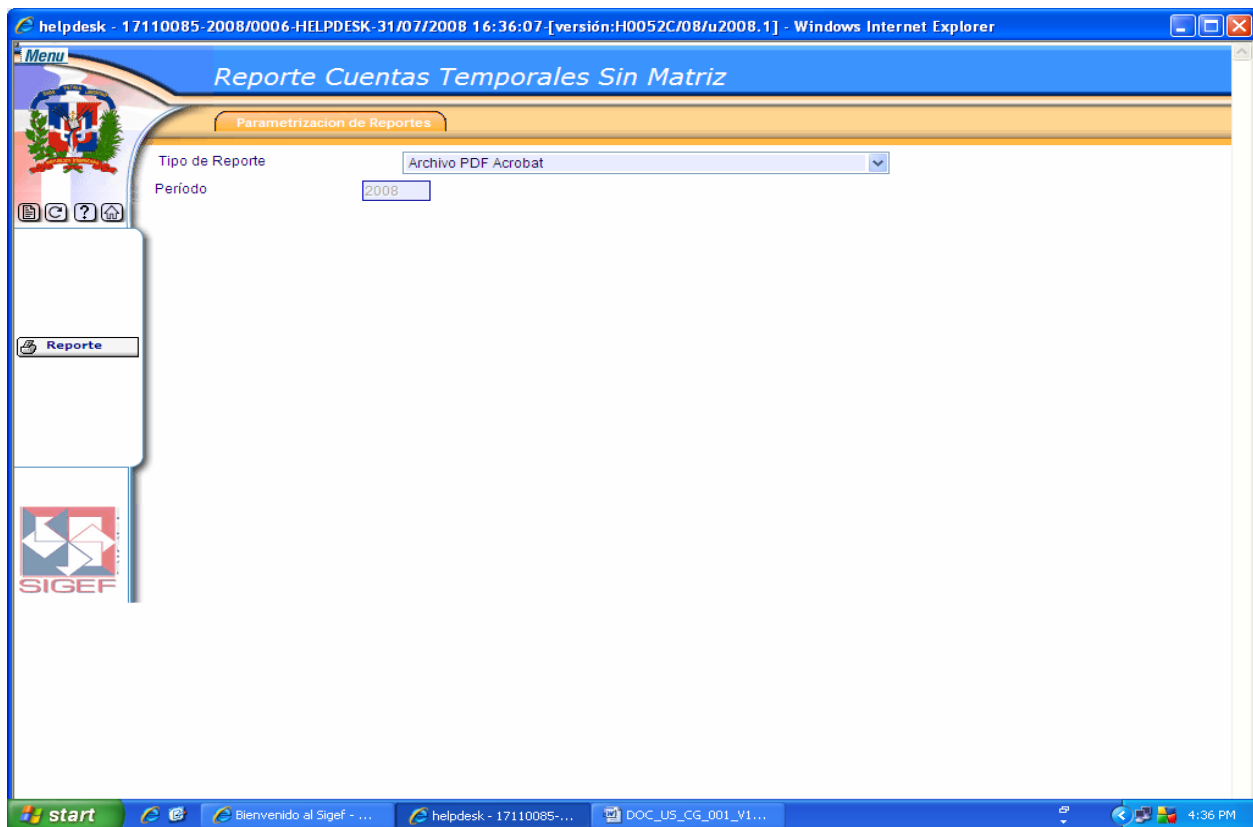 helpdesk - 17110085-2008/0006-HELPDESK-31/07/2008 16:36:07-[versión:H0052C/08/u2008.1] - Windows Internet Explorer
Menu
Reporte Cuentas Temporales Sin Matriz
Parametrizacion de Reportes
Tipo de Reporte
Archivo PDF Acrobat
Período
2008
Reporte
SIGEF
start
Bienvenido al Sigef - ...
helpdesk - 17110085-...
DOC_US_CG_001_V1...
4:36 PM